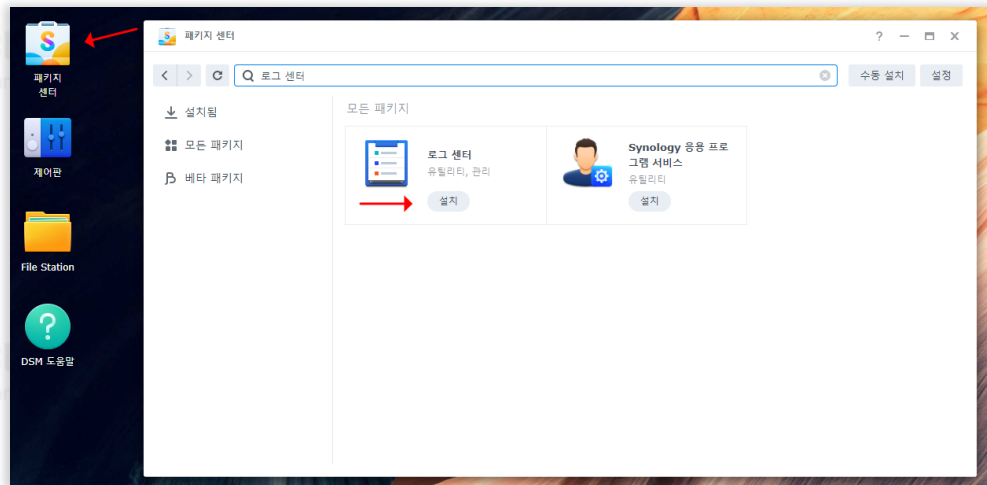 패키지 센터
?
패키지
센터
로그 센터
수동 설치
설정
설치됨
모든 패키지
모든 패키지
베타 패키지
로그 센터
유틸리티, 관리
설치
Synology 응용 프로
그램 서비스
유틸리티
설치
제어판
File Station
?
DSM 도움말